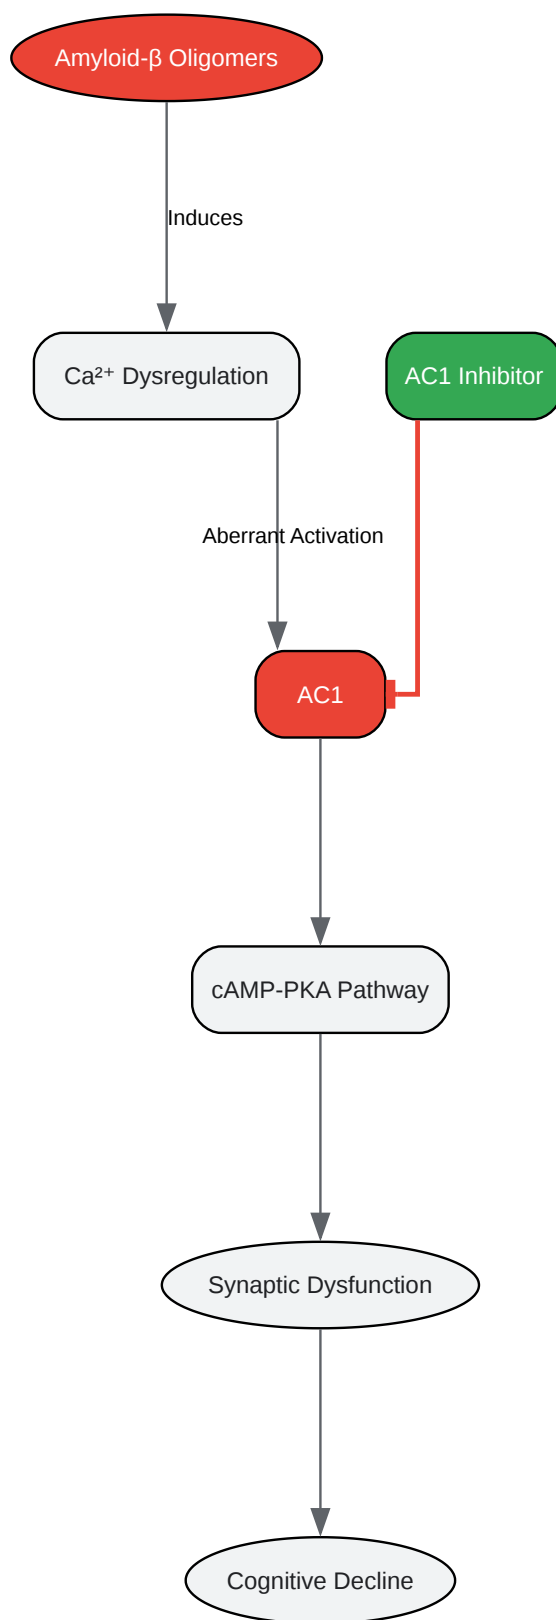 Amyloid-β Oligomers
Induces
Ca²⁺ Dysregulation
AC1 Inhibitor
Aberrant Activation
AC1
cAMP-PKA Pathway
Synaptic Dysfunction
Cognitive Decline